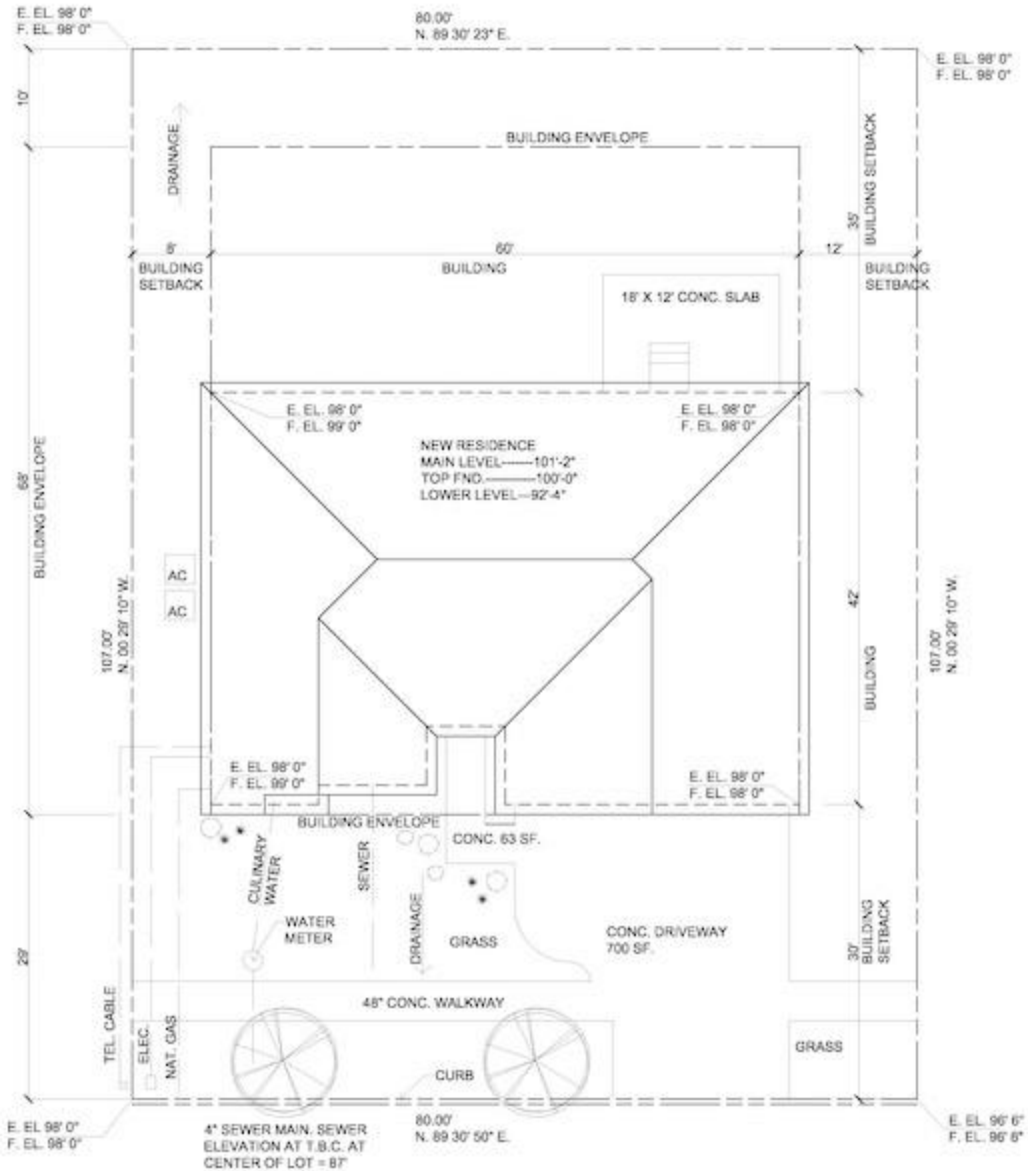 E. EL. 98' 0"
F. EL. 98' 0"
80.00'
N. 89 30' 23" E.
E. EL. 98' 0"
F. EL. 98' 0"
10'
DRAINAGE
BUILDING ENVELOPE
BUILDING SETBACK
35'
8'
60'
12'
BUILDING
SETBACK
BUILDING
BUILDING
SETBACK
18' X 12' CONC. SLAB
E. EL. 98' 0"
F. EL. 99' 0"
E. EL. 98' 0"
F. EL. 98' 0"
NEW RESIDENCE
MAIN LEVEL-------101'-2"
TOP FND.-----------100'-0"
LOWER LEVEL---92'-4"
68'
BUILDING ENVELOPE
AC
AC
107.00'
N. 00 29' 10" W.
42'
BUILDING
107.00'
N. 00 29' 10" W.
E. EL. 98' 0"
F. EL. 99' 0"
E. EL. 98' 0"
F. EL. 98' 0"
BUILDING ENVELOPE
CONC. 63 SF.
CULINARY
WATER
SEWER
DRAINAGE
WATER
METER
GRASS
CONC. DRIVEWAY
700 SF.
30'
BUILDING
SETBACK
29'
48" CONC. WALKWAY
TEL. CABLE
ELEC.
NAT. GAS
GRASS
CURB
E. EL 98' 0"
F. EL. 98' 0"
4" SEWER MAIN. SEWER
ELEVATION AT T.B.C. AT
CENTER OF LOT = 87'
80.00'
N. 89 30' 50" E.
E. EL. 96' 6"
F. EL. 96' 6"